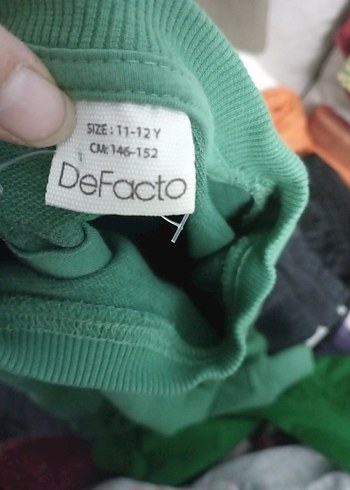 SIZE : 11-12 Y
CM: 146-152
DeFacto